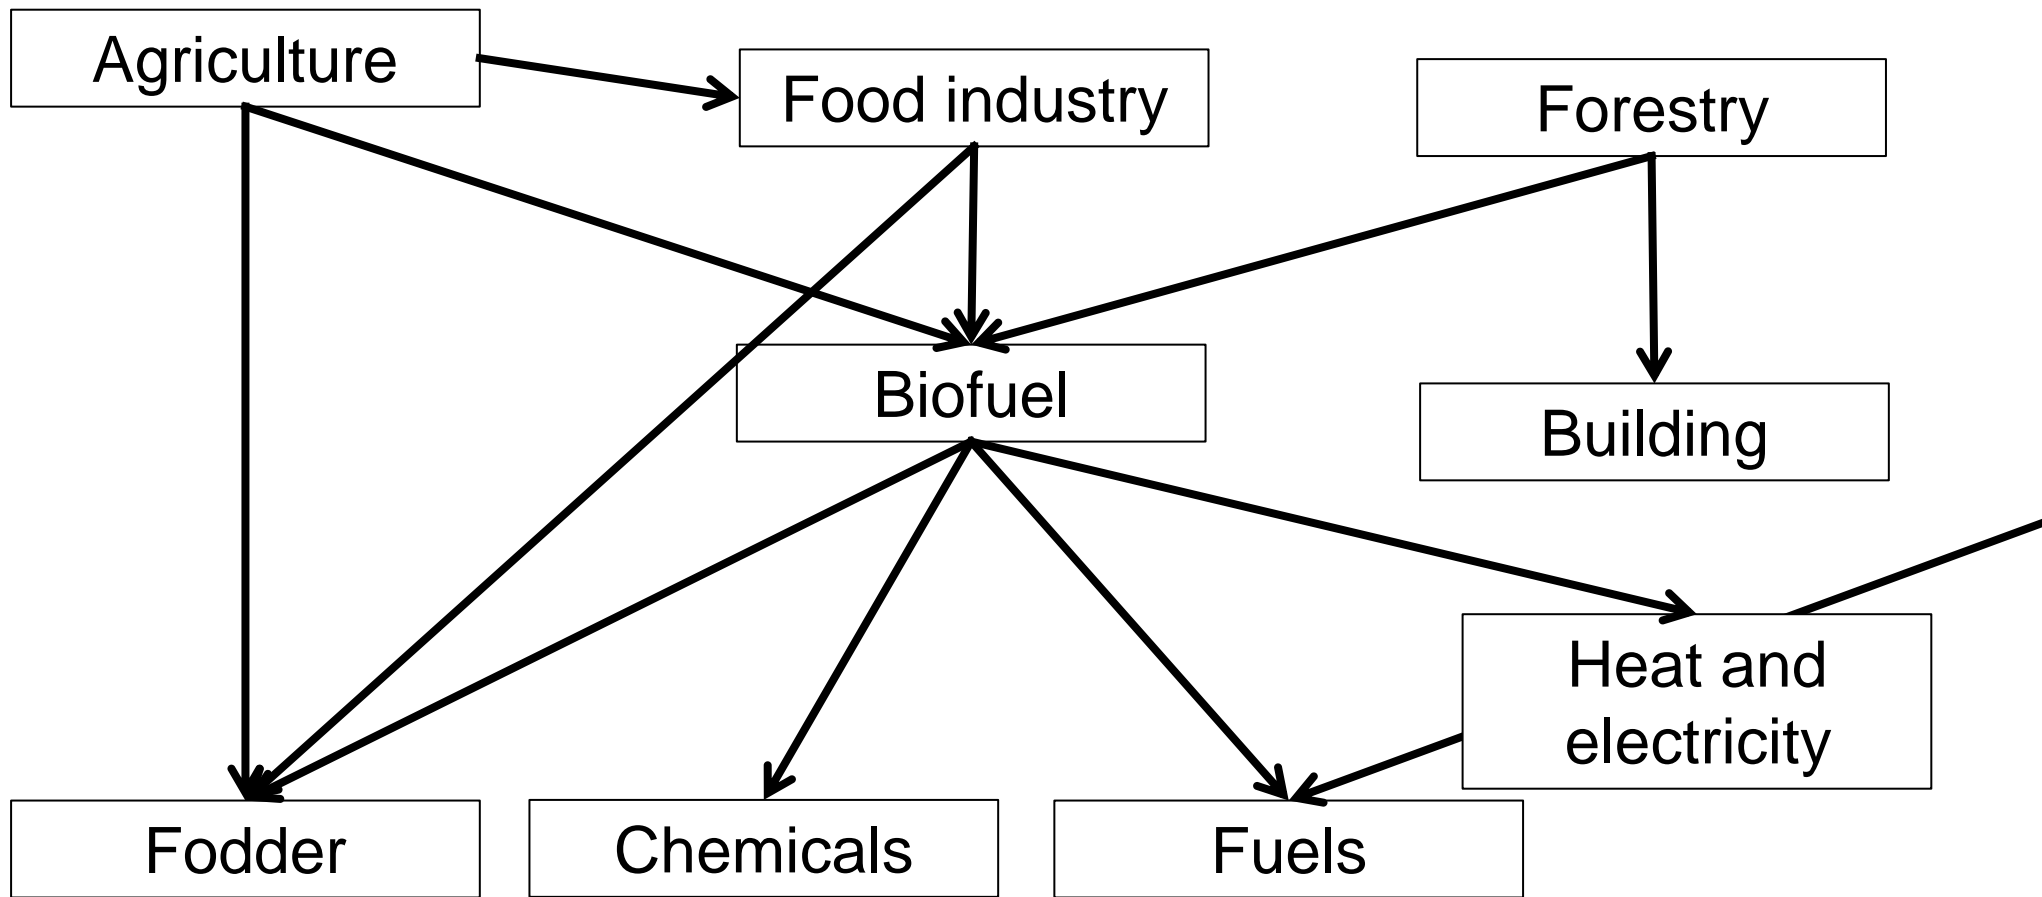 Agriculture
Food industry
Forestry
Biofuel
Building
Heat and
electricity
Fodder
Chemicals
Fuels